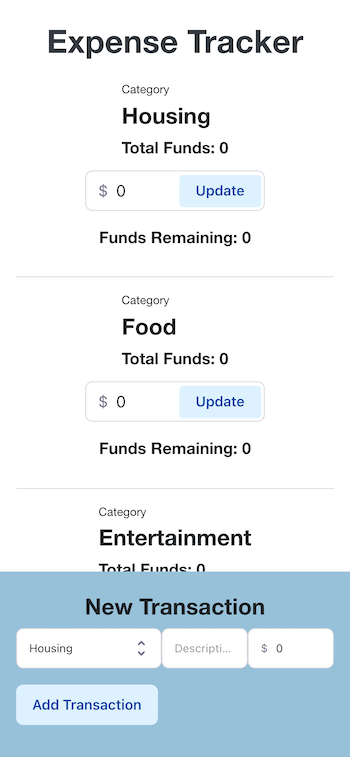 Expense Tracker
Category
Housing
Total Funds: 0
$ 0 Update
Funds Remaining: 0
Category
Food
Total Funds: 0
$ 0 Update
Funds Remaining: 0
Category
Entertainment
Total Funds: 0
New Transaction
Housing Descripti... $ 0
Add Transaction